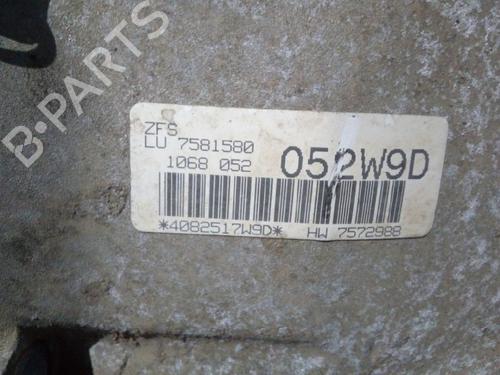 B-PARTS
ZFS
LU 7581580
1068 052
052W9D
*4082517W9D*
HW 7572988